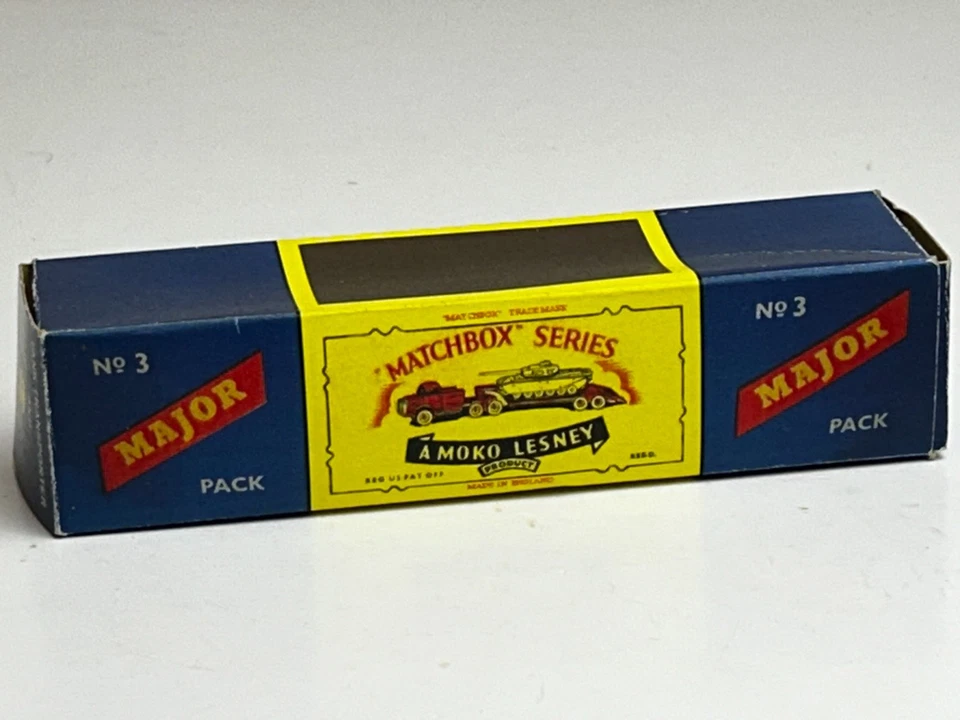 Nº 3
MAJOR
PACK
"MATCHBOX" TRADE MARK
"MATCHBOX" SERIES
A MOKO LESNEY
PRODUCT
REG US PAT OFF
REGD.
MADE IN ENGLAND
Nº 3
MAJOR
PACK